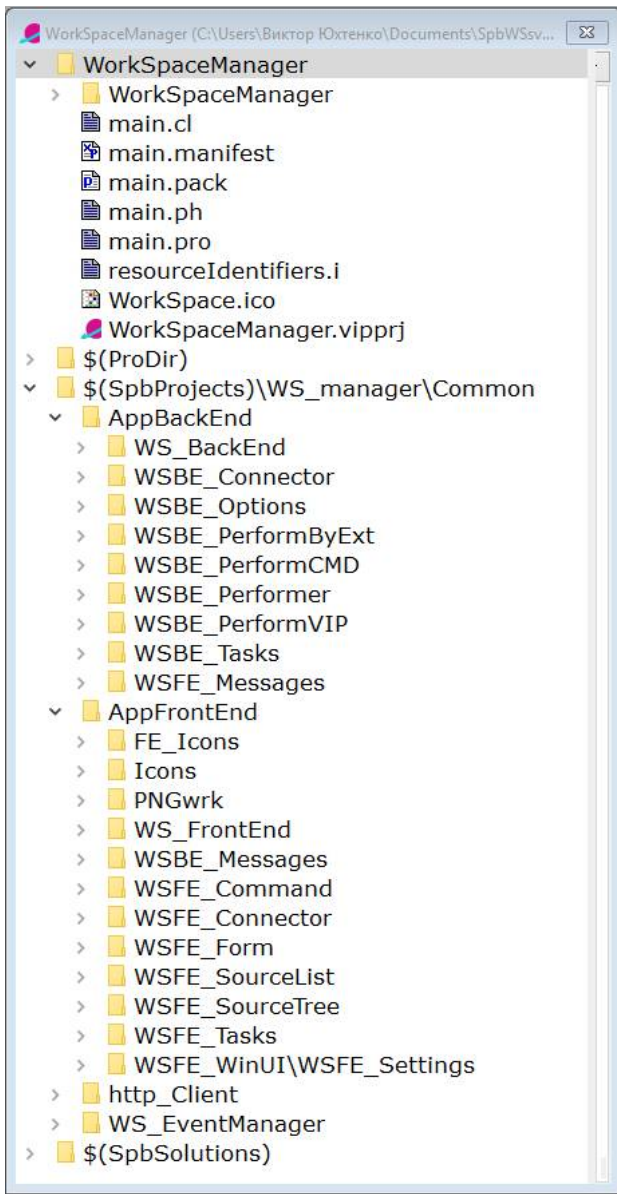 WorkSpaceManager (C:\Users\Виктор Юхтенко\Documents\SpbWSsv...
WorkSpaceManager
WorkSpaceManager
main.cl
main.manifest
main.pack
main.ph
main.pro
resourceIdentifiers.i
WorkSpace.ico
WorkSpaceManager.vipprj
$(ProDir)
$(SpbProjects)\WS_manager\Common
AppBackEnd
WS_BackEnd
WSBE_Connector
WSBE_Options
WSBE_PerformByExt
WSBE_PerformCMD
WSBE_Performer
WSBE_PerformVIP
WSBE_Tasks
WSFE_Messages
AppFrontEnd
FE_Icons
Icons
PNGwrk
WS_FrontEnd
WSBE_Messages
WSFE_Command
WSFE_Connector
WSFE_Form
WSFE_SourceList
WSFE_SourceTree
WSFE_Tasks
WSFE_WinUI\WSFE_Settings
http_Client
WS_EventManager
$(SpbSolutions)